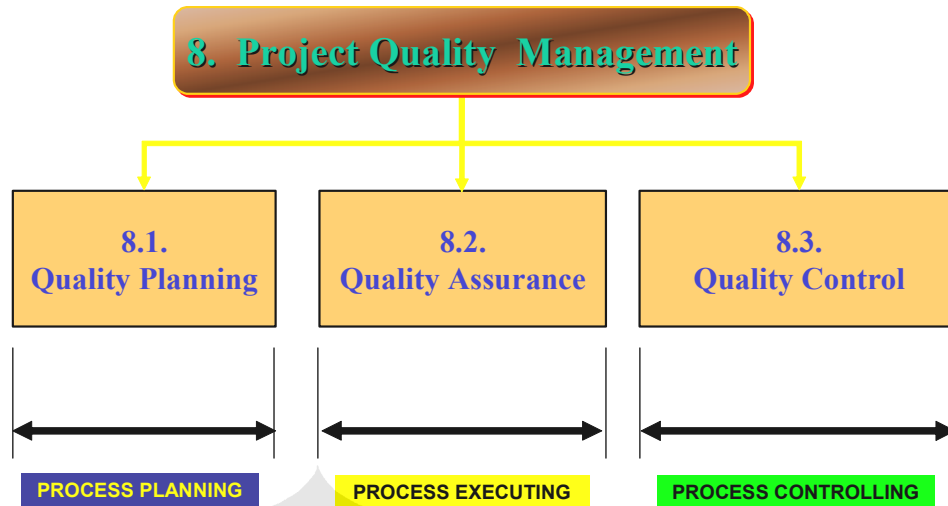 8. Project Quality Management
8.1.
Quality Planning
8.2.
Quality Assurance
8.3.
Quality Control
PROCESS PLANNING
PROCESS EXECUTING
PROCESS CONTROLLING